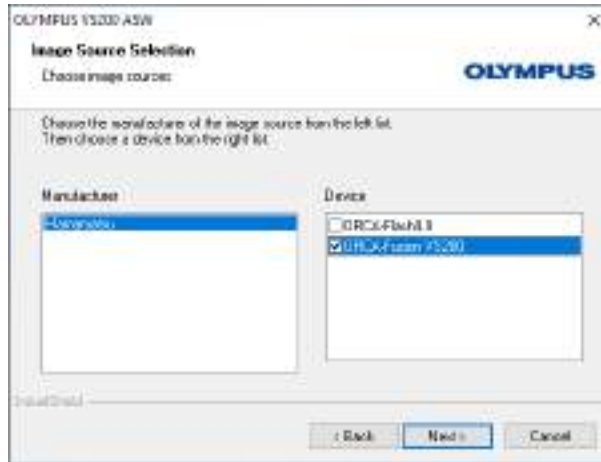 OLYMPUS VS200 ASW
Image Source Selection
Choose image sources
OLYMPUS
Choose the manufacturer of the image source from the left list.
Then choose a device from the right list.
Manufacturer
Device
Hamamatsu
ORCA-Flash4.0
ORCA-Fusion VS200
InstallShield
< Back
Next >
Cancel